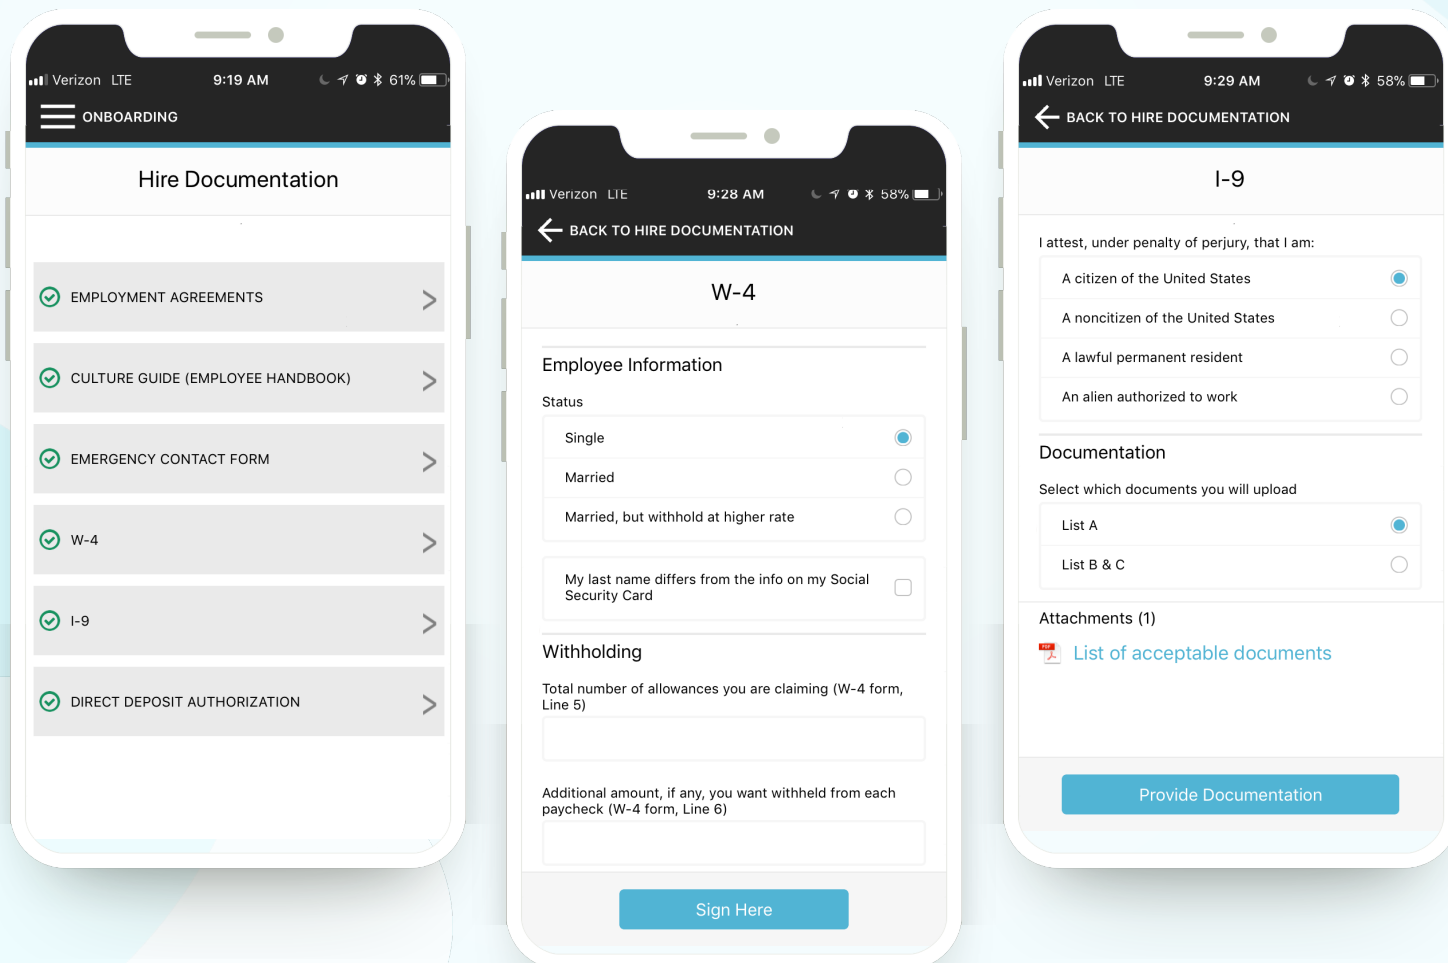 Verizon LTE 9:19 AM 61%
ONBOARDING
Hire Documentation
EMPLOYMENT AGREEMENTS
CULTURE GUIDE (EMPLOYEE HANDBOOK)
EMERGENCY CONTACT FORM
W-4
I-9
DIRECT DEPOSIT AUTHORIZATION
Verizon LTE 9:28 AM 58%
BACK TO HIRE DOCUMENTATION
W-4
Employee Information
Status
Single
Married
Married, but withhold at higher rate
My last name differs from the info on my Social
Security Card
Withholding
Total number of allowances you are claiming (W-4 form,
Line 5)
Additional amount, if any, you want withheld from each
paycheck (W-4 form, Line 6)
Sign Here
Verizon LTE 9:29 AM 58%
BACK TO HIRE DOCUMENTATION
I-9
I attest, under penalty of perjury, that I am:
A citizen of the United States
A noncitizen of the United States
A lawful permanent resident
An alien authorized to work
Documentation
Select which documents you will upload
List A
List B & C
Attachments (1)
PDF
List of acceptable documents
Provide Documentation